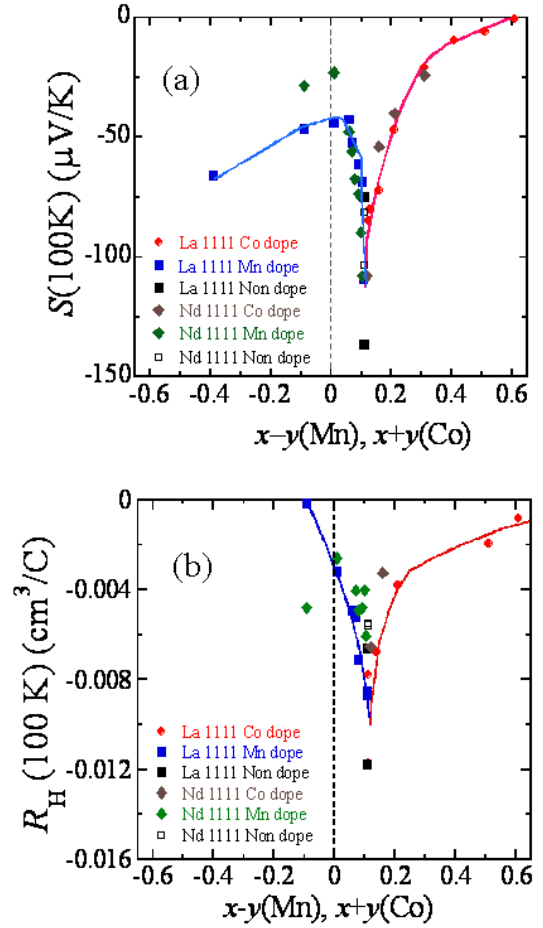 0
-50
-100
-150
S(100K) (μV/K)
(a)
La 1111 Co dope
La 1111 Mn dope
La 1111 Non dope
Nd 1111 Co dope
Nd 1111 Mn dope
Nd 1111 Non dope
-0.6 -0.4 -0.2 0 0.2 0.4 0.6
x−y(Mn), x+y(Co)
0
-0.004
-0.008
-0.012
-0.016
R_H (100 K) (cm³/C)
(b)
La 1111 Co dope
La 1111 Mn dope
La 1111 Non dope
Nd 1111 Co dope
Nd 1111 Mn dope
Nd 1111 Non dope
-0.6 -0.4 -0.2 0 0.2 0.4 0.6
x-y(Mn), x+y(Co)